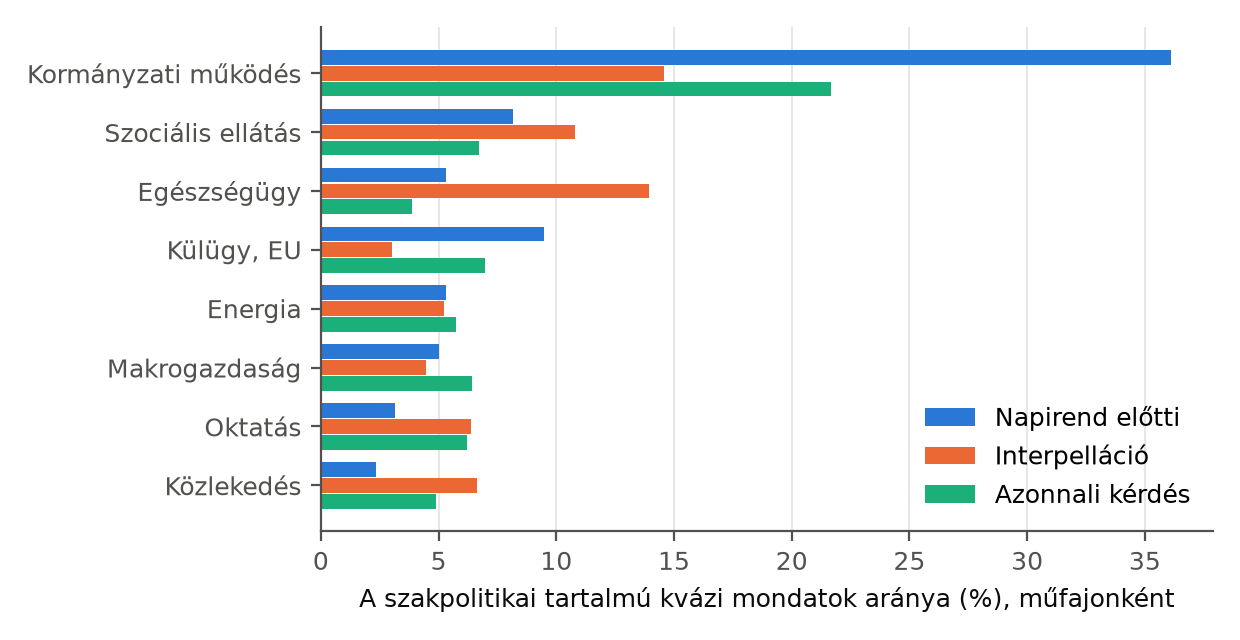 Kormányzati működés
Szociális ellátás
Egészségügy
Külügy, EU
Energia
Makrogazdaság
Oktatás
Közlekedés
Napirend előtti
Interpelláció
Azonnali kérdés
0 5 10 15 20 25 30 35
A szakpolitikai tartalmú kvázi mondatok aránya (%), műfajonként